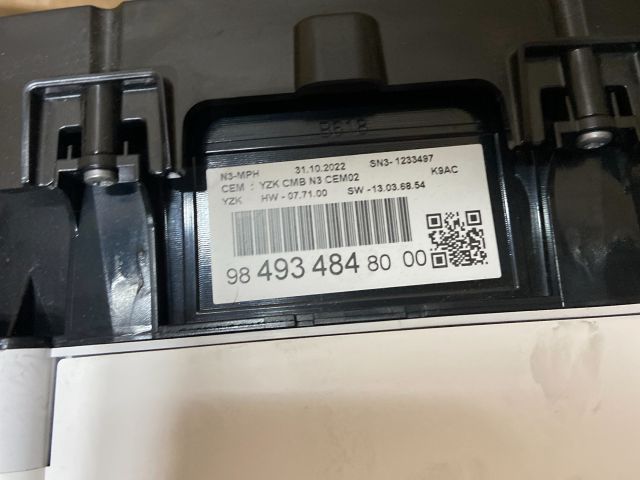 N3-MPH 31.10.2022 SN3- 1233497
CEM : YZK CMB N3 CEM02 K9AC
YZK HW - 07.71.00 SW -13.03.68.54
98 493 484 80 00